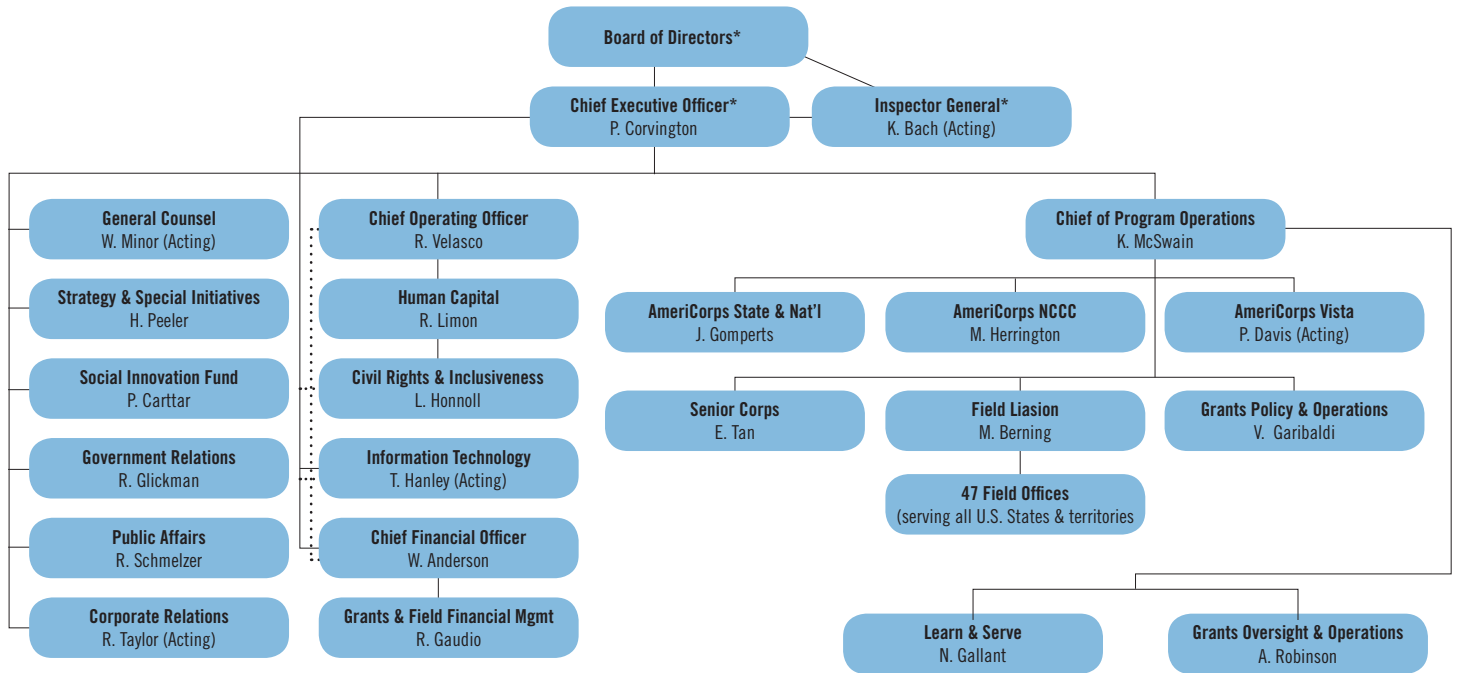 Board of Directors*
Chief Executive Officer*
P. Corvington
Inspector General*
K. Bach (Acting)
General Counsel
W. Minor (Acting)
Strategy & Special Initiatives
H. Peeler
Social Innovation Fund
P. Carttar
Government Relations
R. Glickman
Public Affairs
R. Schmelzer
Corporate Relations
R. Taylor (Acting)
Chief Operating Officer
R. Velasco
Human Capital
R. Limon
Civil Rights & Inclusiveness
L. Honnoll
Information Technology
T. Hanley (Acting)
Chief Financial Officer
W. Anderson
Grants & Field Financial Mgmt
R. Gaudio
Chief of Program Operations
K. McSwain
AmeriCorps State & Nat'l
J. Gomperts
AmeriCorps NCCC
M. Herrington
AmeriCorps Vista
P. Davis (Acting)
Senior Corps
E. Tan
Field Liasion
M. Berning
Grants Policy & Operations
V. Garibaldi
47 Field Offices
(serving all U.S. States & territories
Learn & Serve
N. Gallant
Grants Oversight & Operations
A. Robinson